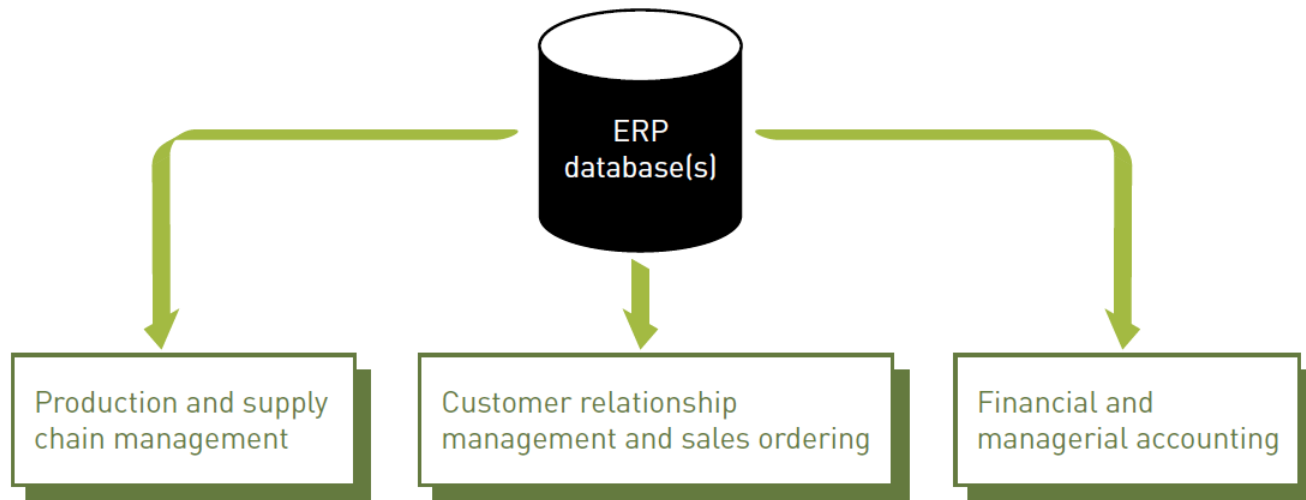 ERP
database(s)
Production and supply
chain management
Customer relationship
management and sales ordering
Financial and
managerial accounting